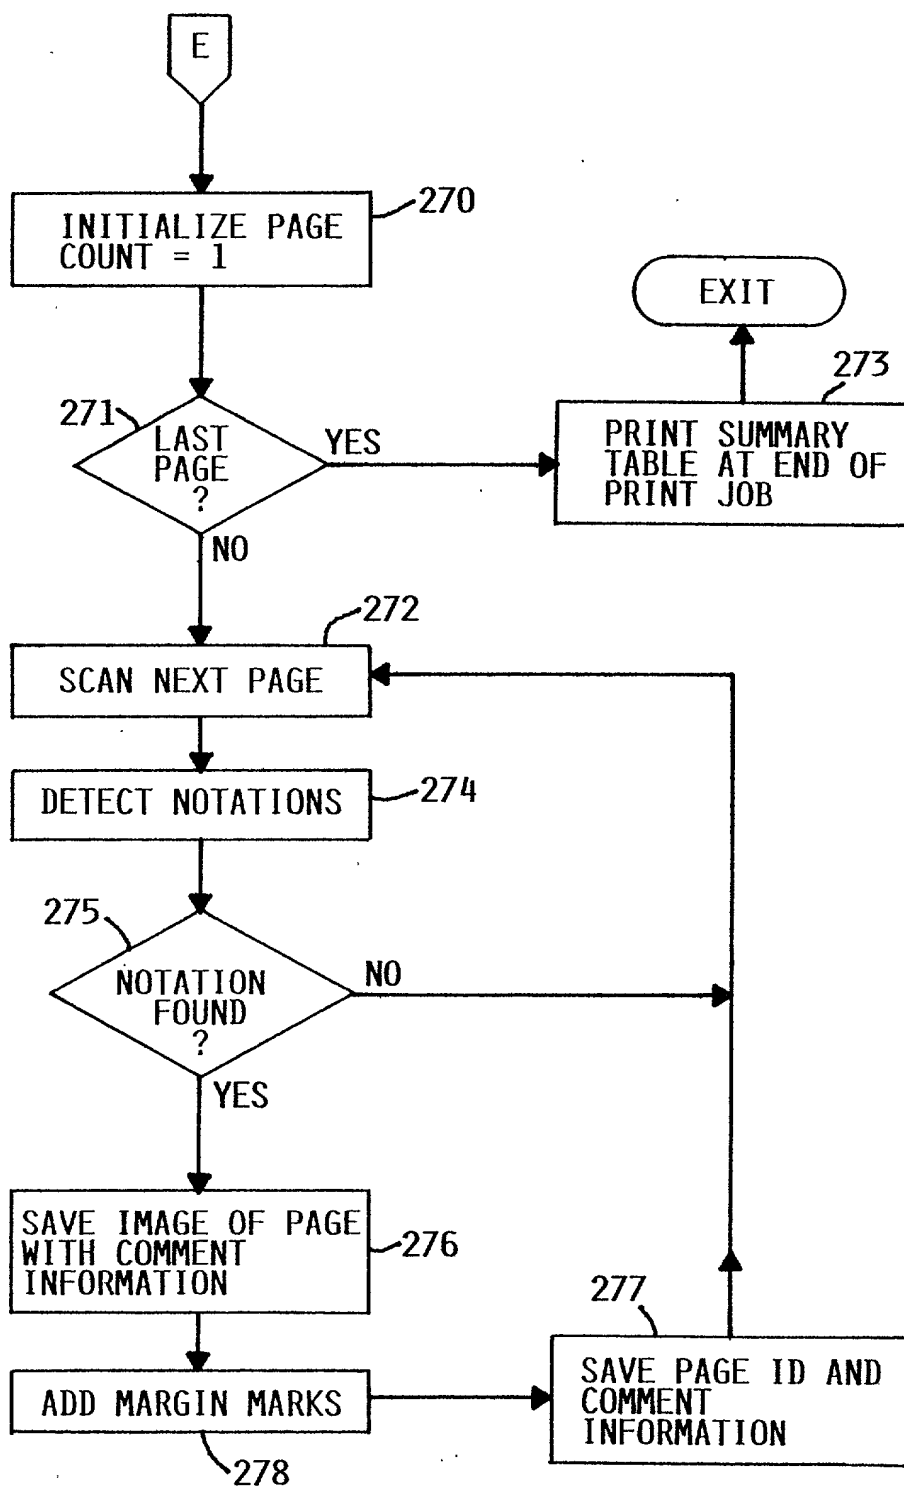 E
270
INITIALIZE PAGE
COUNT = 1
EXIT
273
271
LAST
PAGE
?
YES
PRINT SUMMARY
TABLE AT END OF
PRINT JOB
NO
272
SCAN NEXT PAGE
DETECT NOTATIONS
274
275
NOTATION
FOUND
?
NO
YES
SAVE IMAGE OF PAGE
WITH COMMENT
INFORMATION
276
277
ADD MARGIN MARKS
SAVE PAGE ID AND
COMMENT
INFORMATION
278